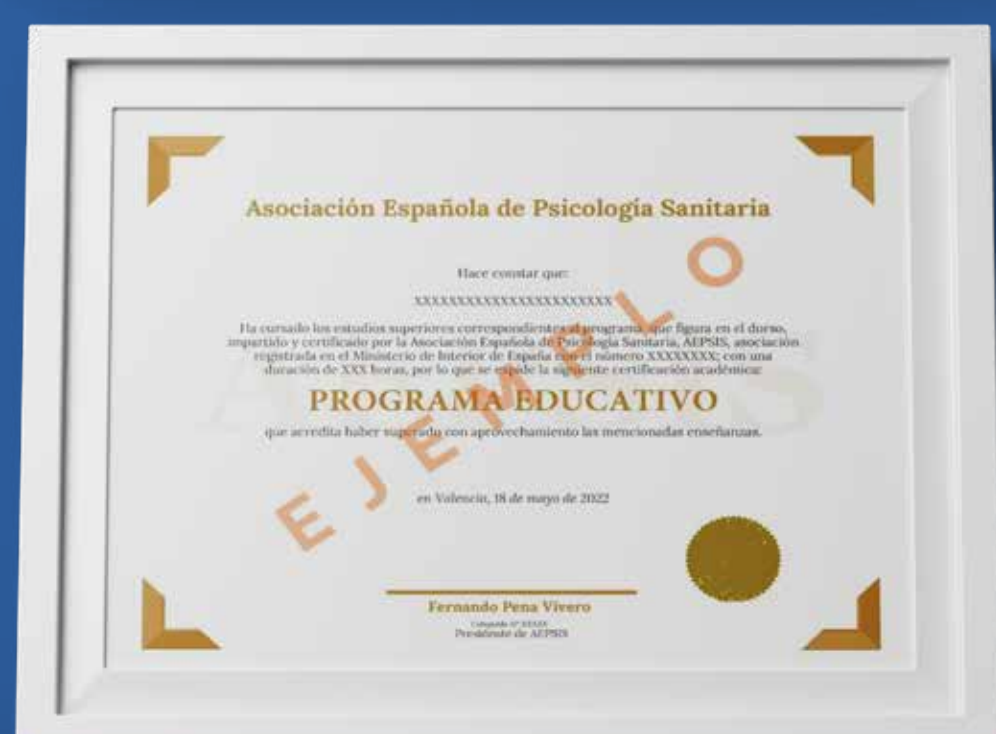 Asociación Española de Psicología Sanitaria
Hace constar que:
XXXXXXXXXXXXXXXXXXXXXXX
Ha cursado los estudios superiores correspondientes al programa, que figura en el dorso,
impartido y certificado por la Asociación Española de Psicología Sanitaria, AEPSIS, asociación
registrada en el Ministerio de Interior de España con el número XXXXXXXX; con una
duración de XXX horas, por lo que se expide la siguiente certificación académica:
PROGRAMA EDUCATIVO
que acredita haber superado con aprovechamiento las mencionadas enseñanzas.
EJEMPLO
en Valencia, 18 de mayo de 2022
Fernando Pena Vivero
Presidente de AEPSIS